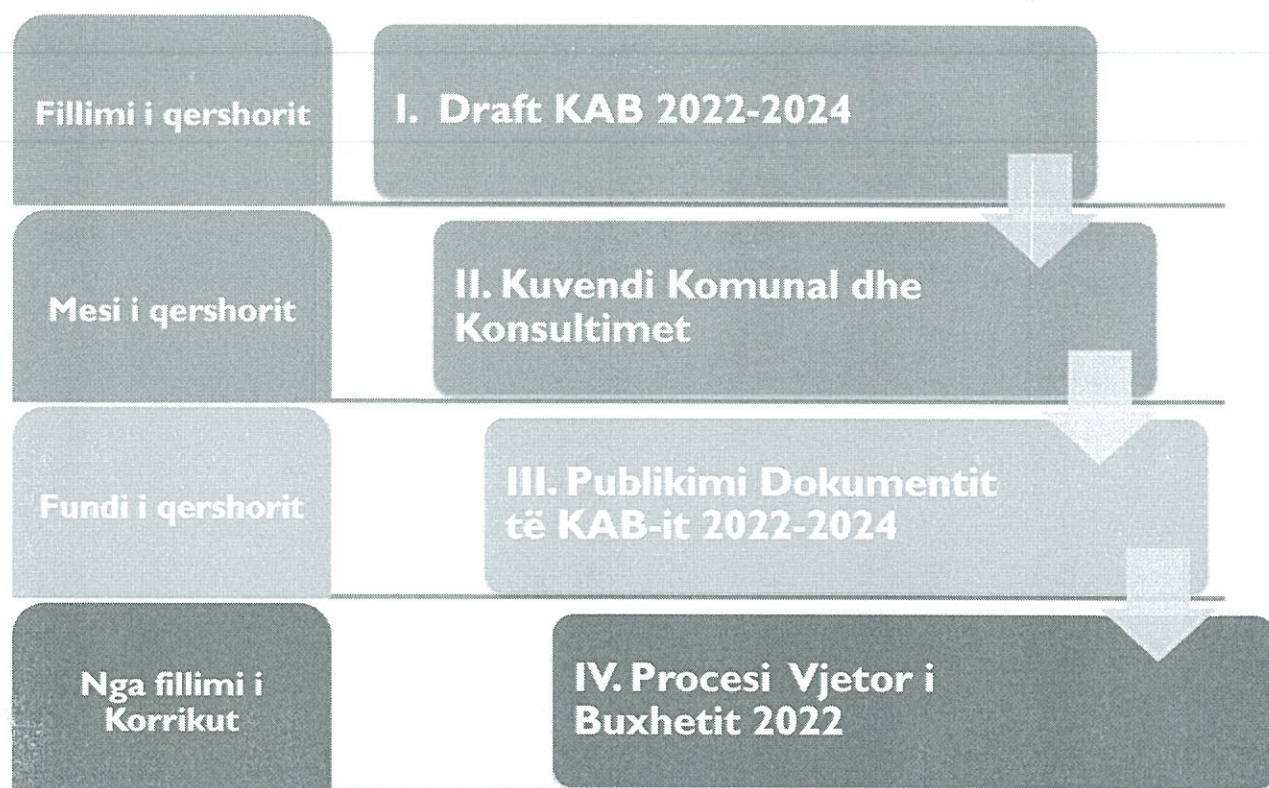 Fillimi i qershorit
I. Draft KAB 2022-2024
Mesi i qershorit
II. Kuvendi Komunal dhe
Konsultimet
Fundi i qershorit
III. Publikimi Dokumentit
të KAB-it 2022-2024
Nga fillimi i
Korrikut
IV. Procesi Vjetor i
Buxhetit 2022